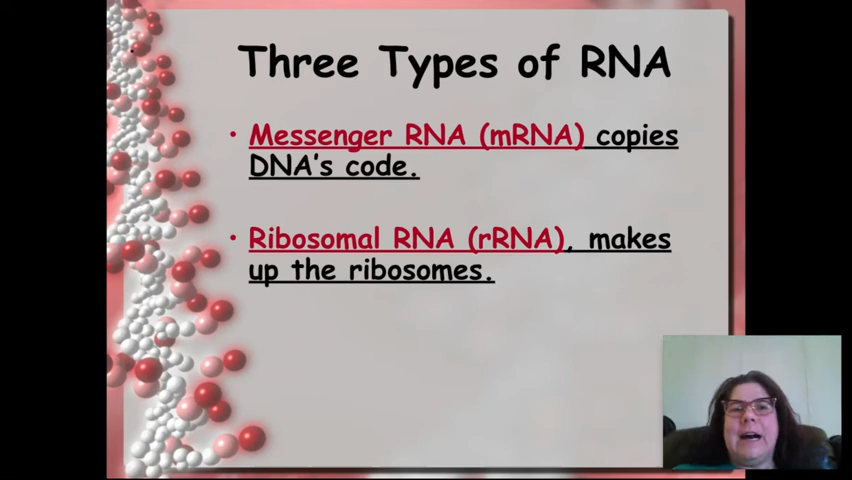 Three Types of RNA
• Messenger RNA (mRNA) copies
DNA's code.
• Ribosomal RNA (rRNA), makes
up the ribosomes.